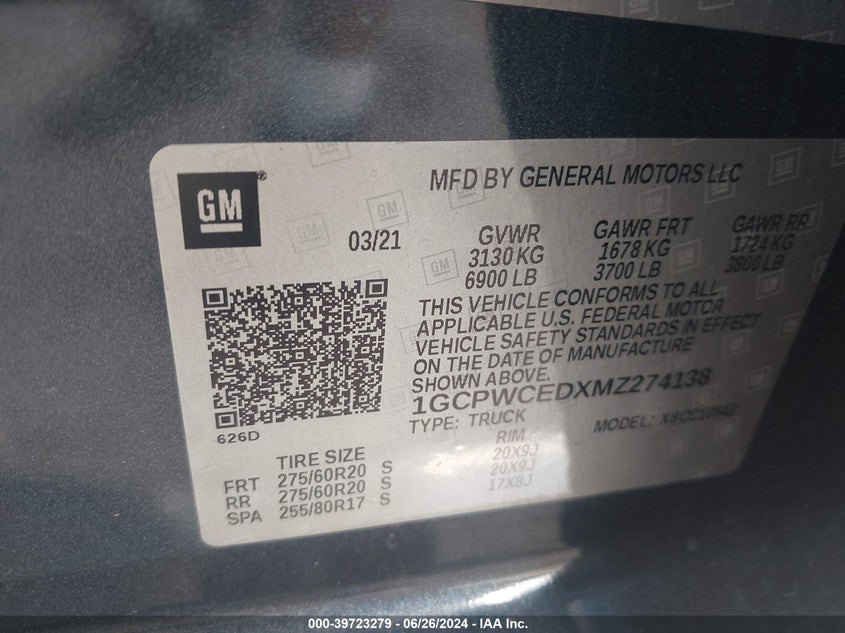 GM
MFD BY GENERAL MOTORS LLC
03/21
GVWR GAWR FRT GAWR RR
3130 KG 1678 KG 1724 KG
6900 LB 3700 LB 3800 LB
THIS VEHICLE CONFORMS TO ALL
APPLICABLE U.S. FEDERAL MOTOR
VEHICLE SAFETY STANDARDS IN EFFECT
ON THE DATE OF MANUFACTURE
SHOWN ABOVE.
1GCPWCEDXMZ274138
TYPE: TRUCK MODEL:
626D
TIRE SIZE RIM
FRT 275/60R20 S 20X9J
RR 275/60R20 S 20X9J
SPA 255/80R17 S 17X8J
000-39723279 - 06/26/2024 - IAA Inc.